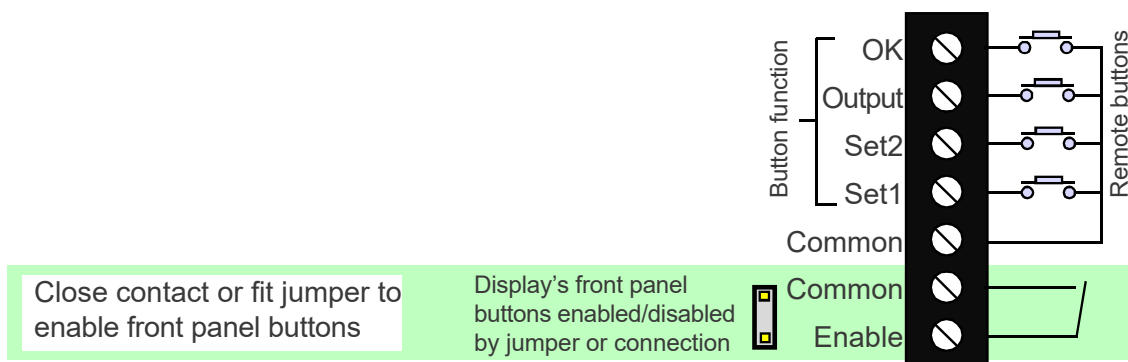 Button function
OK
Output
Set2
Set1
Common
Remote buttons
Close contact or fit jumper to
enable front panel buttons
Display's front panel
buttons enabled/disabled
by jumper or connection
Common
Enable